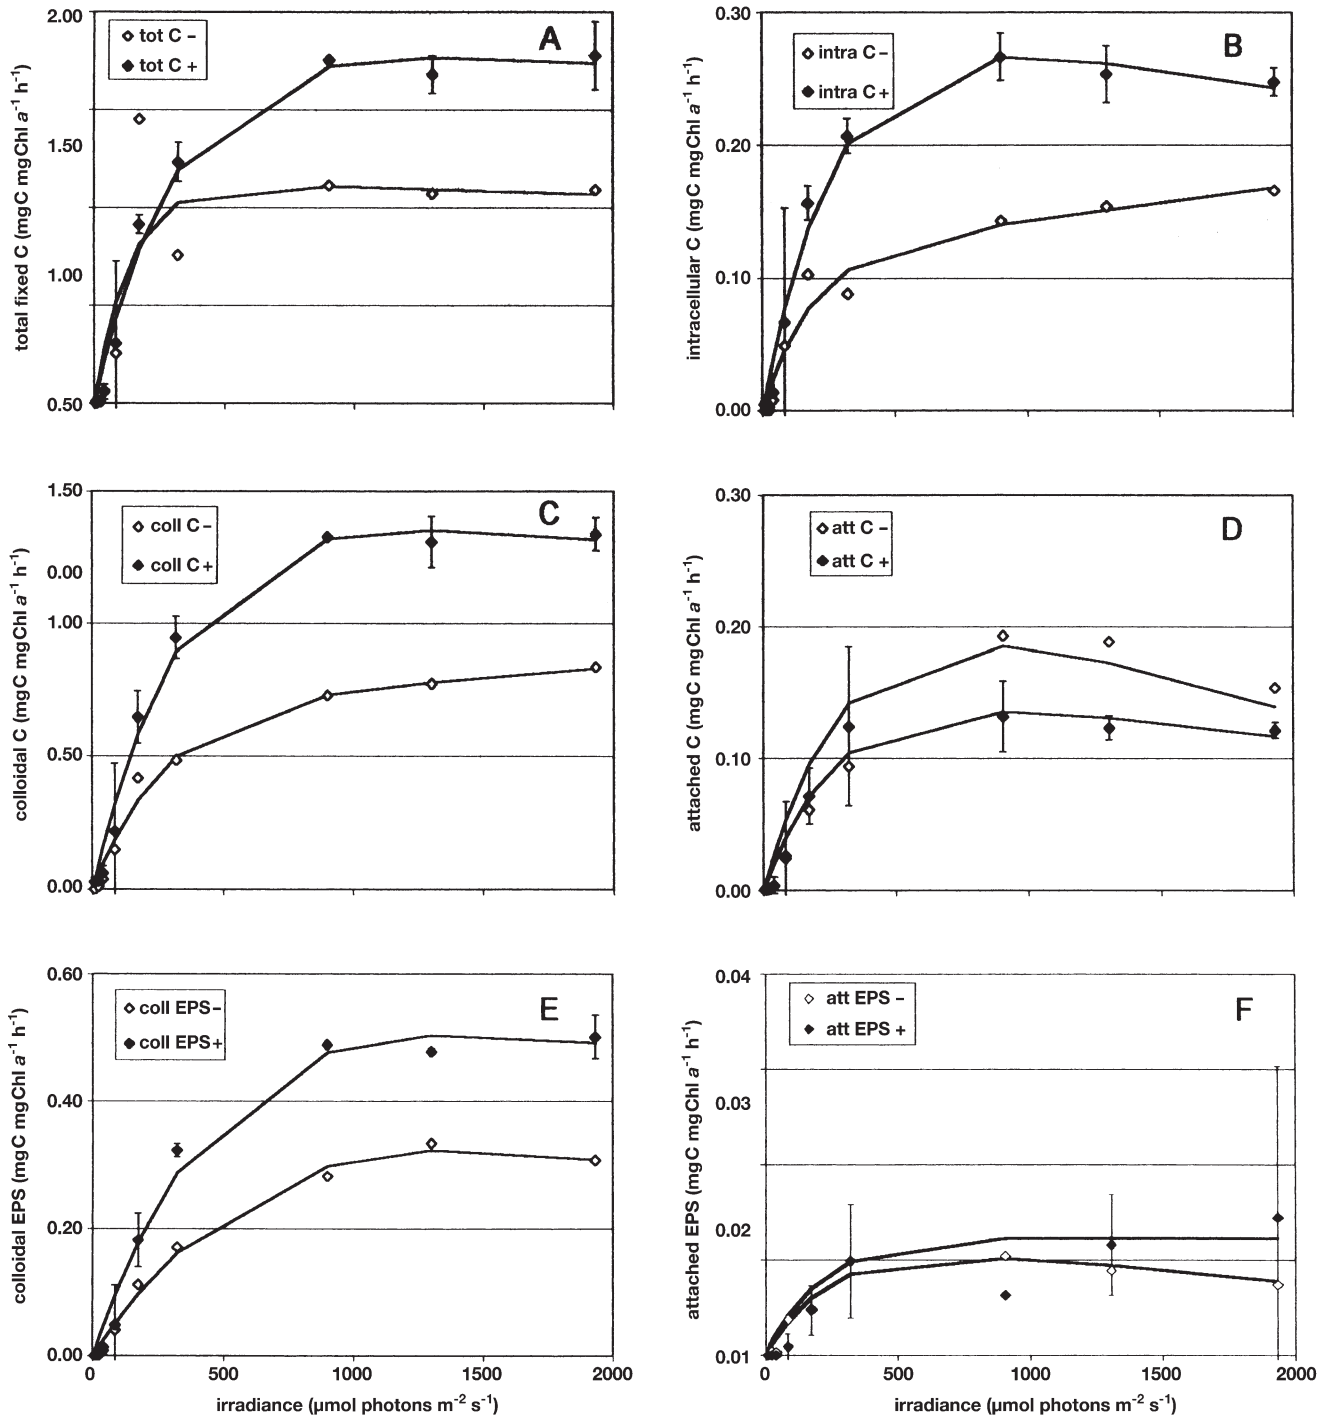 A
tot C –
tot C +
total fixed C (mgC mgChl a⁻¹ h⁻¹)
2.00
1.50
1.00
0.50
B
intra C–
intra C+
intracellular C (mgC mgChl a⁻¹ h⁻¹)
0.30
0.20
0.10
0.00
C
coll C –
coll C +
colloidal C (mgC mgChl a⁻¹ h⁻¹)
1.50
0.00
1.00
0.50
0.00
D
att C –
att C +
attached C (mgC mgChl a⁻¹ h⁻¹)
0.30
0.20
0.10
0.00
E
coll EPS–
coll EPS+
colloidal EPS (mgC mgChl a⁻¹ h⁻¹)
0.60
0.40
0.20
0.00
0 500 1000 1500 2000
irradiance (μmol photons m⁻² s⁻¹)
F
att EPS –
att EPS +
attached EPS (mgC mgChl a⁻¹ h⁻¹)
0.04
0.03
0.02
0.01
0 500 1000 1500 2000
irradiance (μmol photons m⁻² s⁻¹)